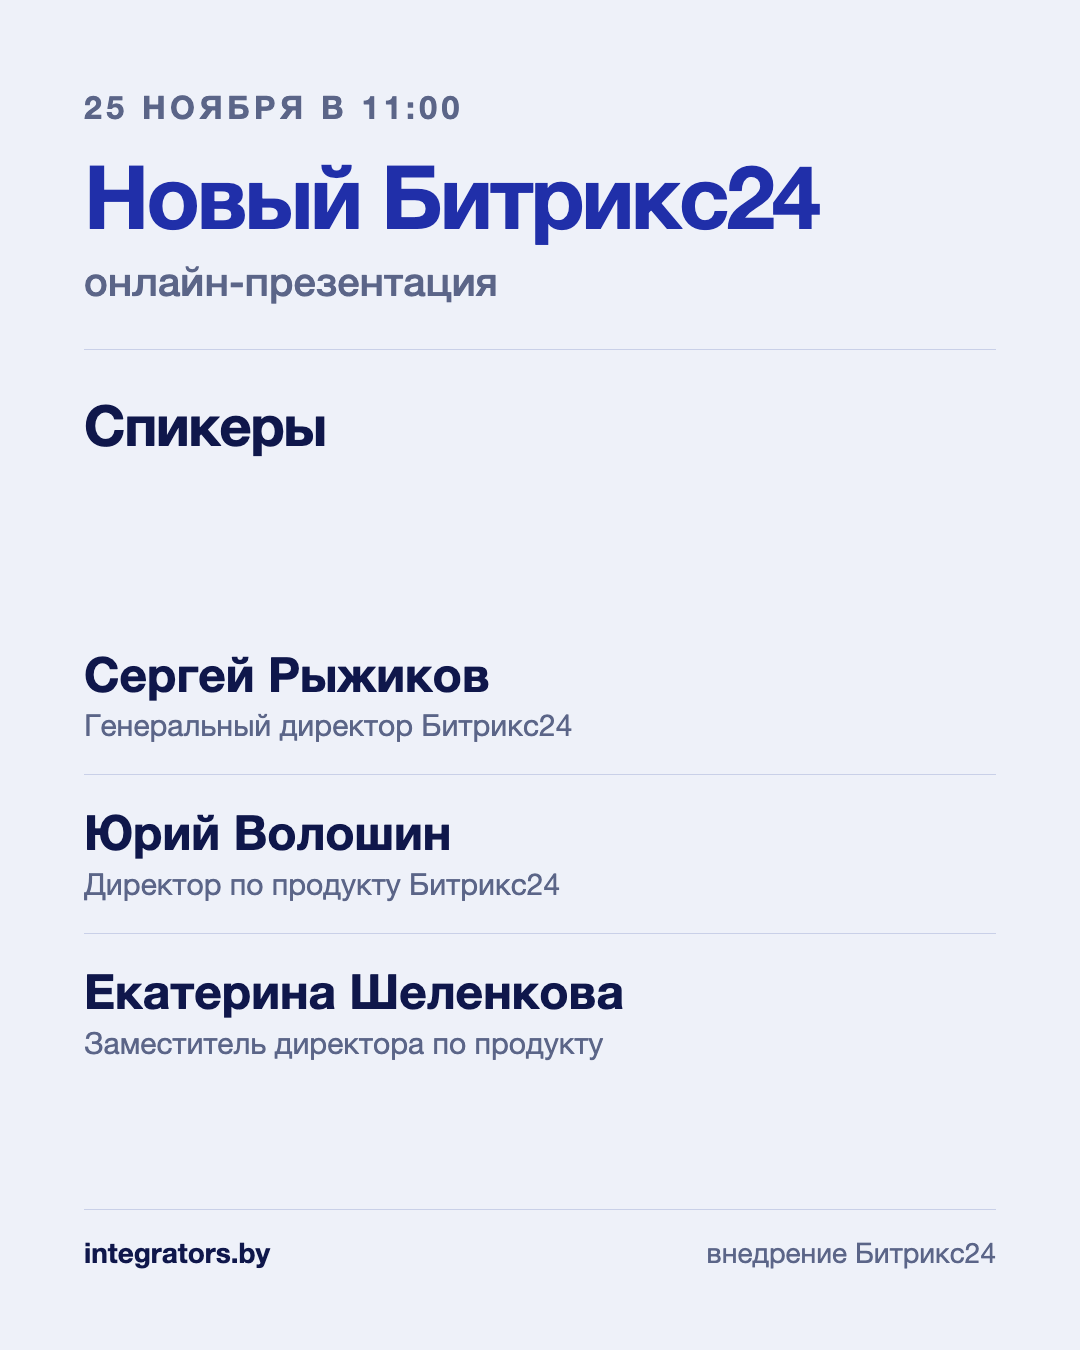 25 НОЯБРЯ В 11:00
Новый Битрикс24
онлайн-презентация
Спикеры
Сергей Рыжиков
Генеральный директор Битрикс24
Юрий Волошин
Директор по продукту Битрикс24
Екатерина Шеленкова
Заместитель директора по продукту
integrators.by
внедрение Битрикс24